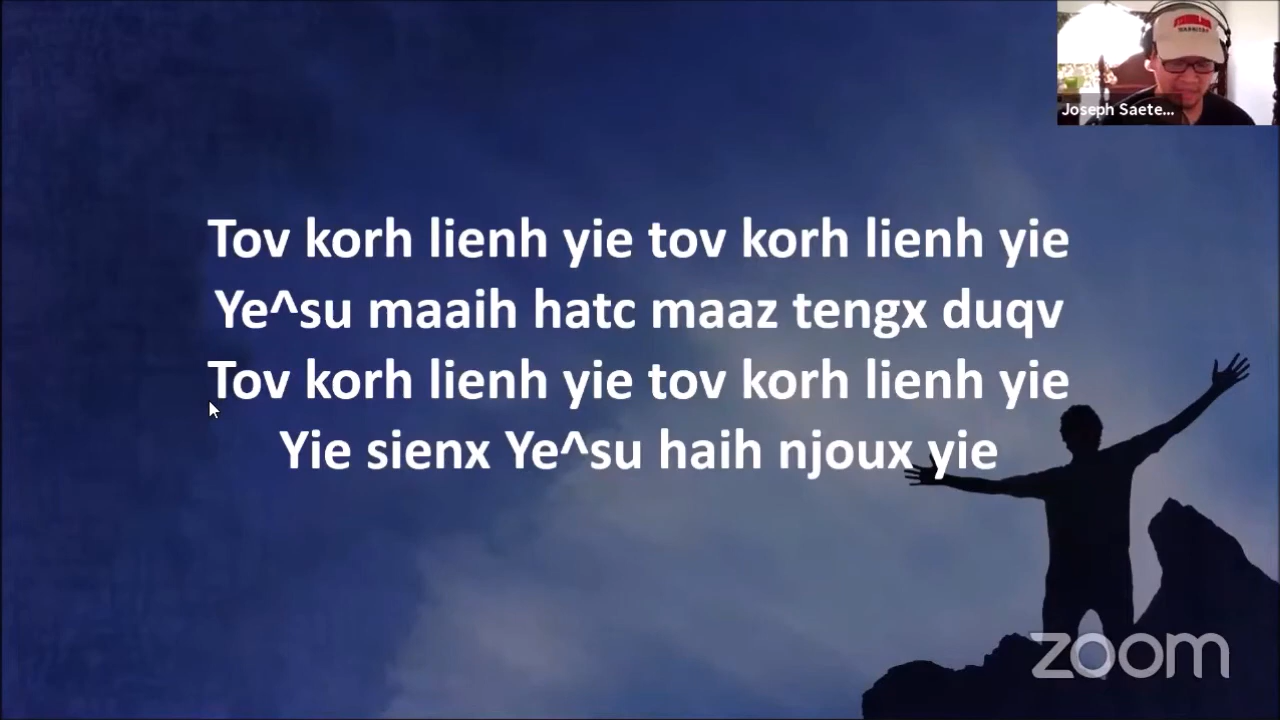 Tov korh lienh yie tov korh lienh yie
Ye^su maaih hatc maaz tengx duqv
Tov korh lienh yie tov korh lienh yie
Yie sienx Ye^su haih njoux yie
Joseph Saete...
zoom